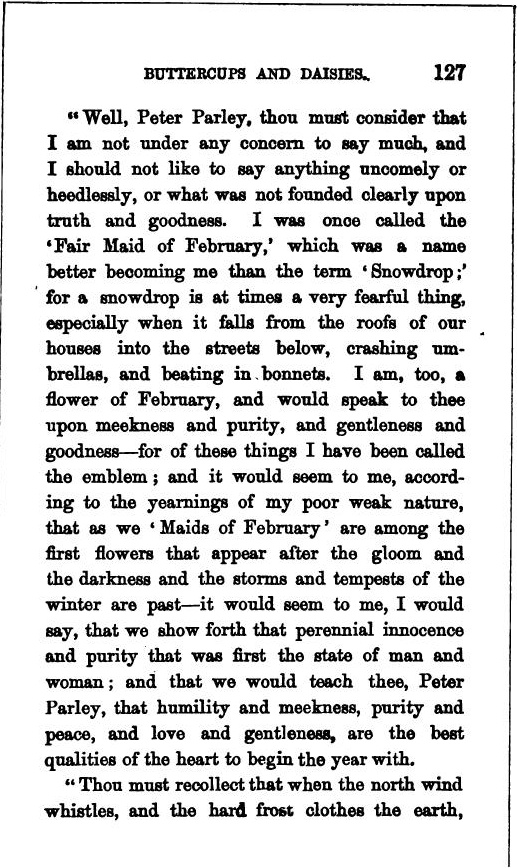 BUTTERCUPS AND DAISIES. 127
“Well, Peter Parley, thou must consider that
I am not under any concern to say much, and
I should not like to say anything uncomely or
heedlessly, or what was not founded clearly upon
truth and goodness. I was once called the
‘Fair Maid of February,’ which was a name
better becoming me than the term ‘Snowdrop;’
for a snowdrop is at times a very fearful thing,
especially when it falls from the roofs of our
houses into the streets below, crashing um-
brellas, and beating in bonnets. I am, too, a
flower of February, and would speak to thee
upon meekness and purity, and gentleness and
goodness—for of these things I have been called
the emblem; and it would seem to me, accord-
ing to the yearnings of my poor weak nature,
that as we ‘Maids of February’ are among the
first flowers that appear after the gloom and
the darkness and the storms and tempests of the
winter are past—it would seem to me, I would
say, that we show forth that perennial innocence
and purity that was first the state of man and
woman; and that we would teach thee, Peter
Parley, that humility and meekness, purity and
peace, and love and gentleness, are the best
qualities of the heart to begin the year with.
“Thou must recollect that when the north wind
whistles, and the hard frost clothes the earth,